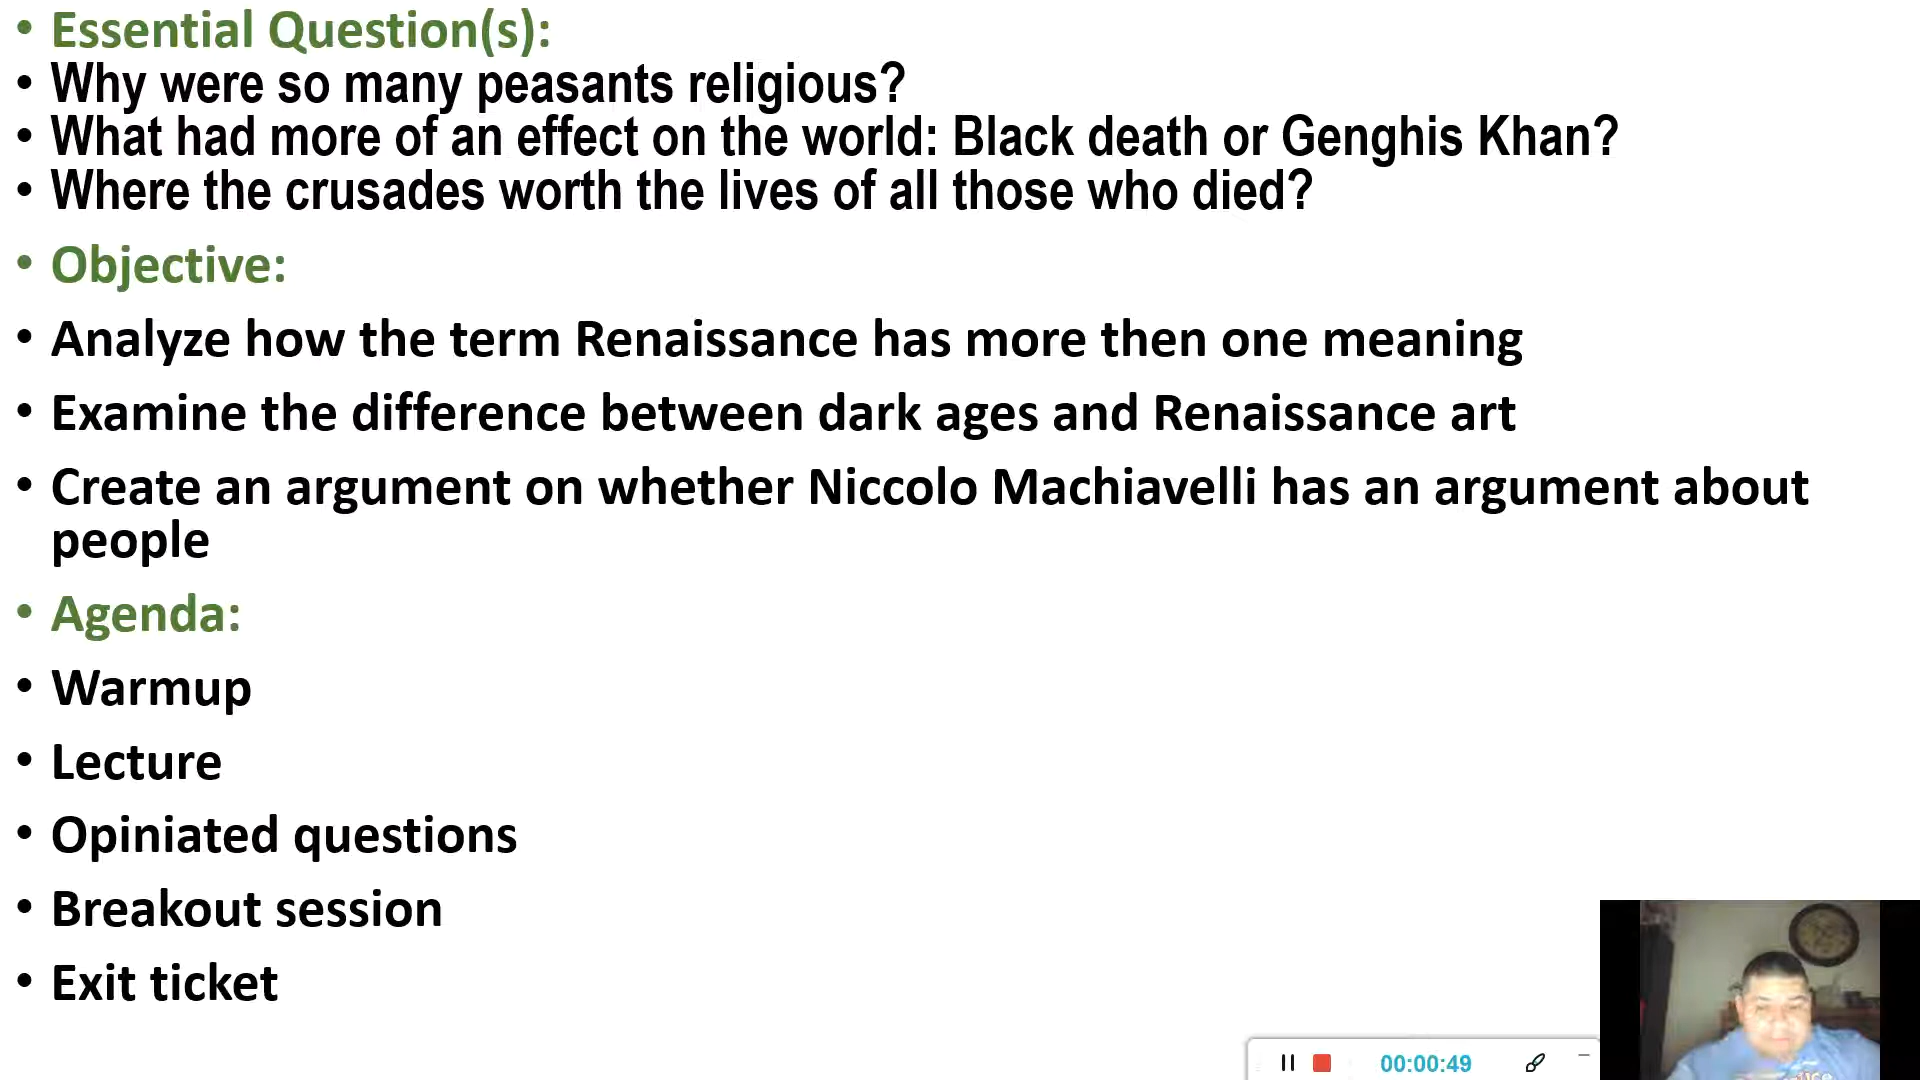 • Essential Question(s):
• Why were so many peasants religious?
• What had more of an effect on the world: Black death or Genghis Khan?
• Where the crusades worth the lives of all those who died?
• Objective:
• Analyze how the term Renaissance has more then one meaning
• Examine the difference between dark ages and Renaissance art
• Create an argument on whether Niccolo Machiavelli has an argument about
people
• Agenda:
• Warmup
• Lecture
• Opiniated questions
• Breakout session
• Exit ticket
00:00:49